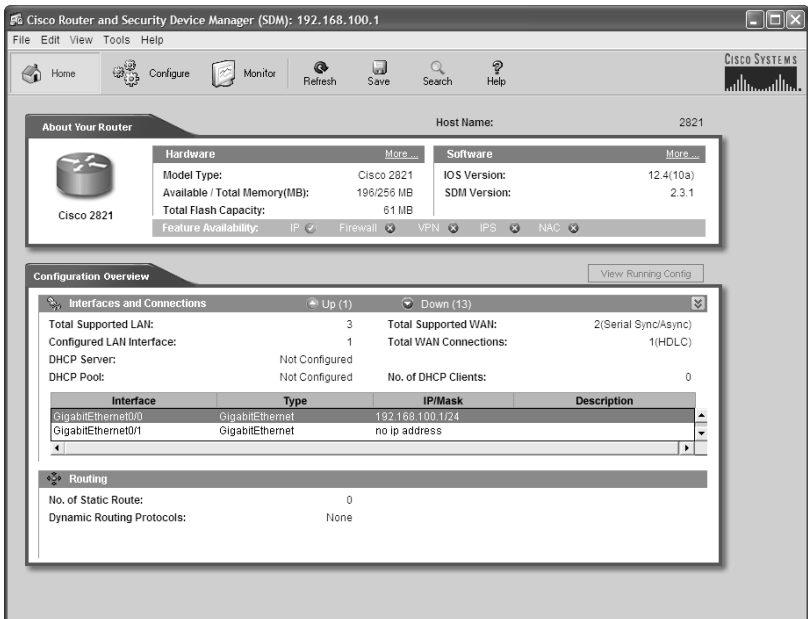 Cisco Router and Security Device Manager (SDM): 192.168.100.1
File Edit View Tools Help
Home Configure Monitor Refresh Save Search Help
CISCO SYSTEMS
About Your Router
Host Name: 2821
Hardware More ... Software More ...
Model Type: Cisco 2821 IOS Version: 12.4(10a)
Available / Total Memory(MB): 196/256 MB SDM Version: 2.3.1
Total Flash Capacity: 61 MB
Cisco 2821
Feature Availability: IP Firewall VPN IPS NAC
Configuration Overview View Running Config
Interfaces and Connections Up (1) Down (13)
Total Supported LAN: 3 Total Supported WAN: 2(Serial Sync/Async)
Configured LAN Interface: 1 Total WAN Connections: 1(HDLC)
DHCP Server: Not Configured
DHCP Pool: Not Configured No. of DHCP Clients: 0
Interface Type IP/Mask Description
GigabitEthernet0/0 GigabitEthernet 192.168.100.1/24
GigabitEthernet0/1 GigabitEthernet no ip address
Routing
No. of Static Route: 0
Dynamic Routing Protocols: None